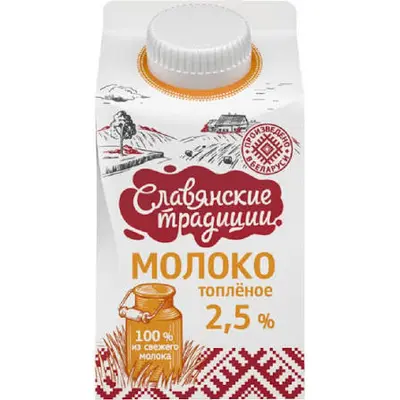 ПРОИЗВЕДЕНО
В БЕЛАРУСИ
Славянские
традиции
МОЛОКО
топлёное
2,5 %
100 %
из свежего
молока